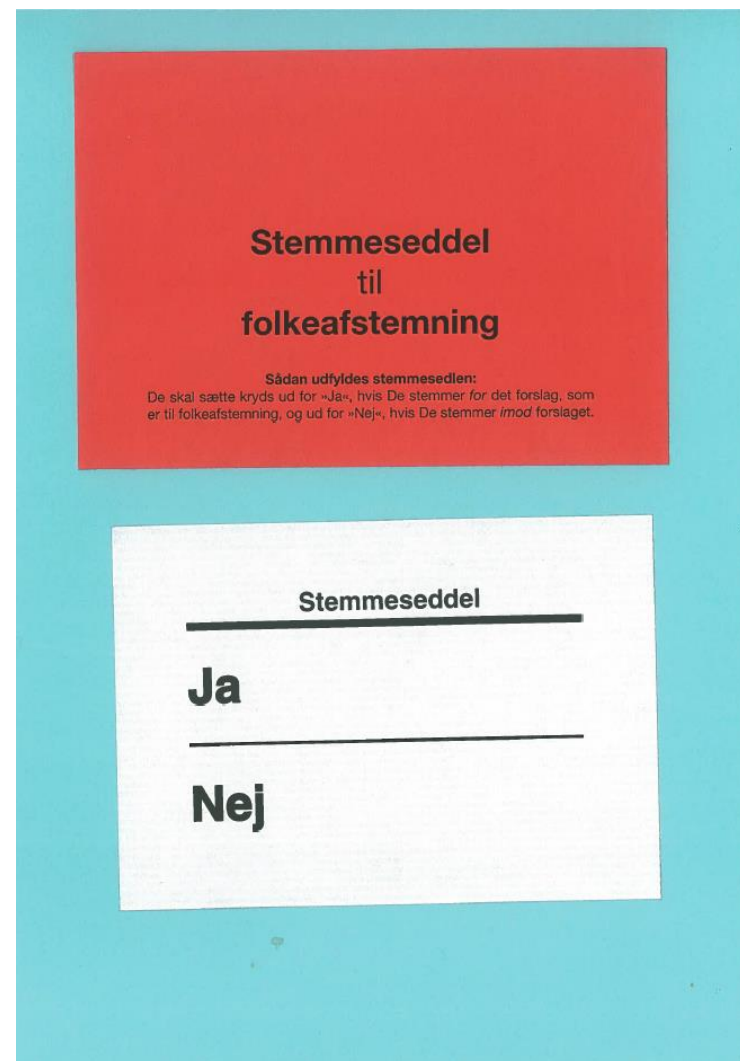 Stemmeseddel
til
folkeafstemning
Sådan udfyldes stemmesedlen:
De skal sætte kryds ud for »Ja«, hvis De stemmer for det forslag, som
er til folkeafstemning, og ud for »Nej«, hvis De stemmer imod forslaget.
Stemmeseddel
Ja
Nej